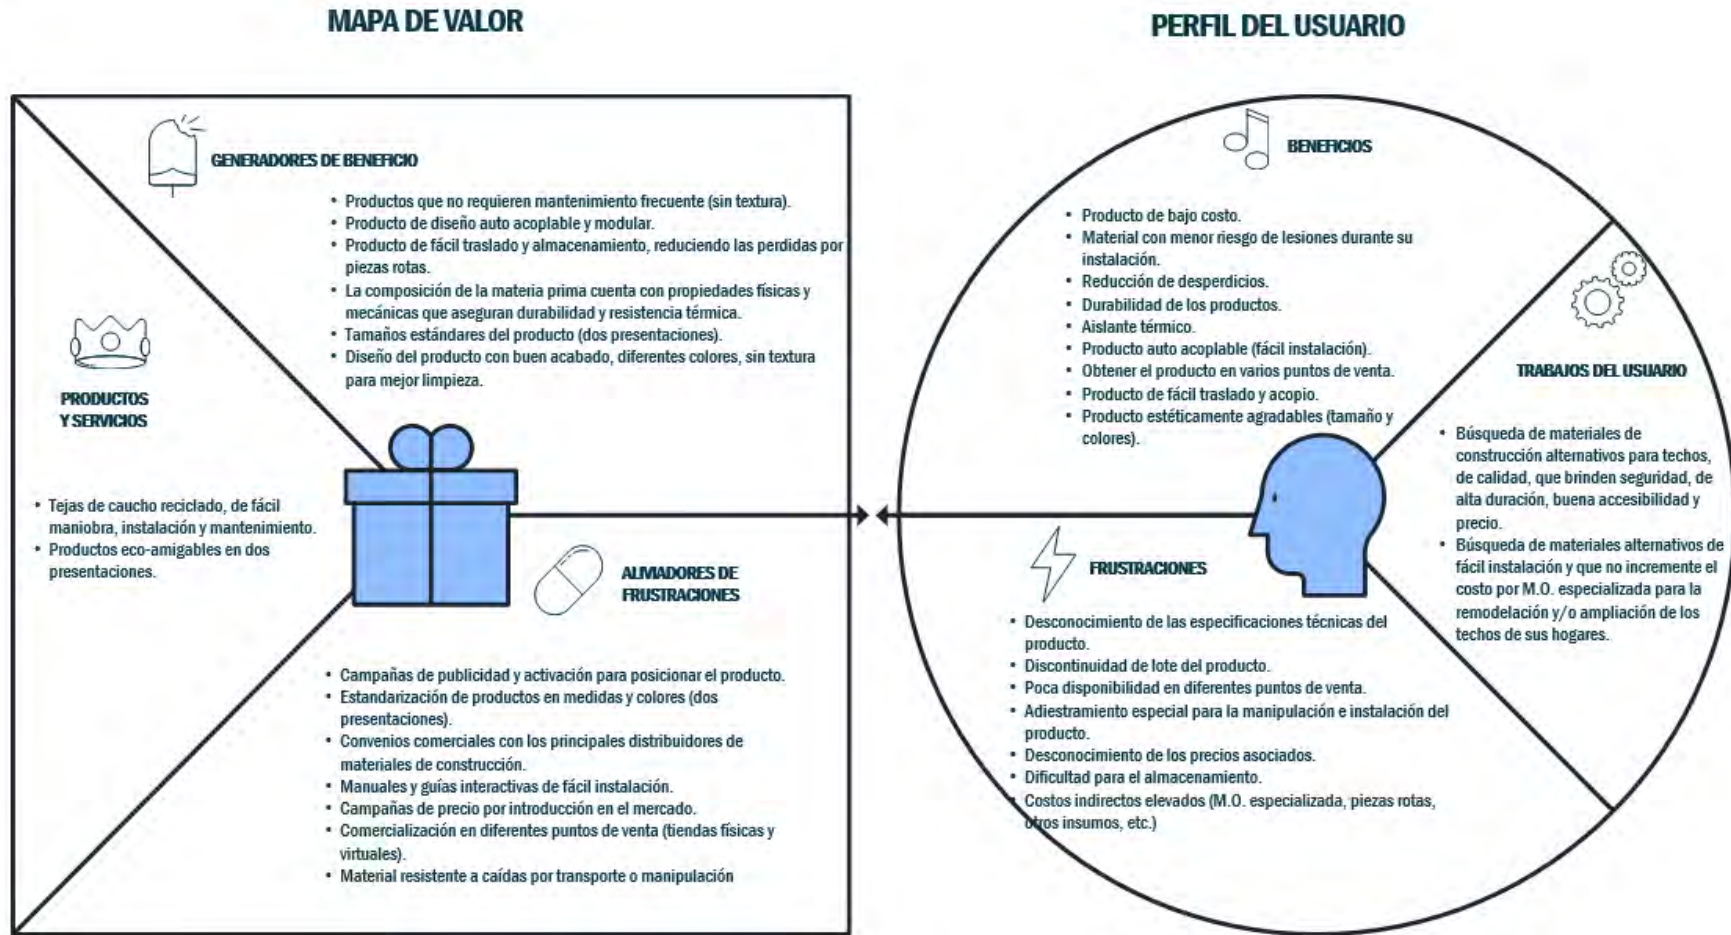 MAPA DE VALOR
GENERADORES DE BENEFICIO
• Productos que no requieren mantenimiento frecuente (sin textura).
• Producto de diseño auto acoplable y modular.
• Producto de fácil traslado y almacenamiento, reduciendo las perdidas por
piezas rotas.
• La composición de la materia prima cuenta con propiedades físicas y
mecánicas que aseguran durabilidad y resistencia térmica.
• Tamaños estándares del producto (dos presentaciones).
• Diseño del producto con buen acabado, diferentes colores, sin textura
para mejor limpieza.
PRODUCTOS
Y SERVICIOS
• Tejas de caucho reciclado, de fácil
maniobra, instalación y mantenimiento.
• Productos eco-amigables en dos
presentaciones.
ALIVIADORES DE
FRUSTRACIONES
• Campañas de publicidad y activación para posicionar el producto.
• Estandarización de productos en medidas y colores (dos
presentaciones).
• Convenios comerciales con los principales distribuidores de
materiales de construcción.
• Manuales y guías interactivas de fácil instalación.
• Campañas de precio por introducción en el mercado.
• Comercialización en diferentes puntos de venta (tiendas físicas y
virtuales).
• Material resistente a caídas por transporte o manipulación
PERFIL DEL USUARIO
BENEFICIOS
• Producto de bajo costo.
• Material con menor riesgo de lesiones durante su
instalación.
• Reducción de desperdicios.
• Durabilidad de los productos.
• Aislante térmico.
• Producto auto acoplable (fácil instalación).
• Obtener el producto en varios puntos de venta.
• Producto de fácil traslado y acopio.
• Producto estéticamente agradables (tamaño y
colores).
TRABAJOS DEL USUARIO
• Búsqueda de materiales de
construcción alternativos para techos,
de calidad, que brinden seguridad, de
alta duración, buena accesibilidad y
precio.
• Búsqueda de materiales alternativos de
fácil instalación y que no incremente el
costo por M.O. especializada para la
remodelación y/o ampliación de los
techos de sus hogares.
FRUSTRACIONES
• Desconocimiento de las especificaciones técnicas del
producto.
• Discontinuidad de lote del producto.
• Poca disponibilidad en diferentes puntos de venta.
• Adiestramiento especial para la manipulación e instalación del
producto.
• Desconocimiento de los precios asociados.
• Dificultad para el almacenamiento.
• Costos indirectos elevados (M.O. especializada, piezas rotas,
otros insumos, etc.)